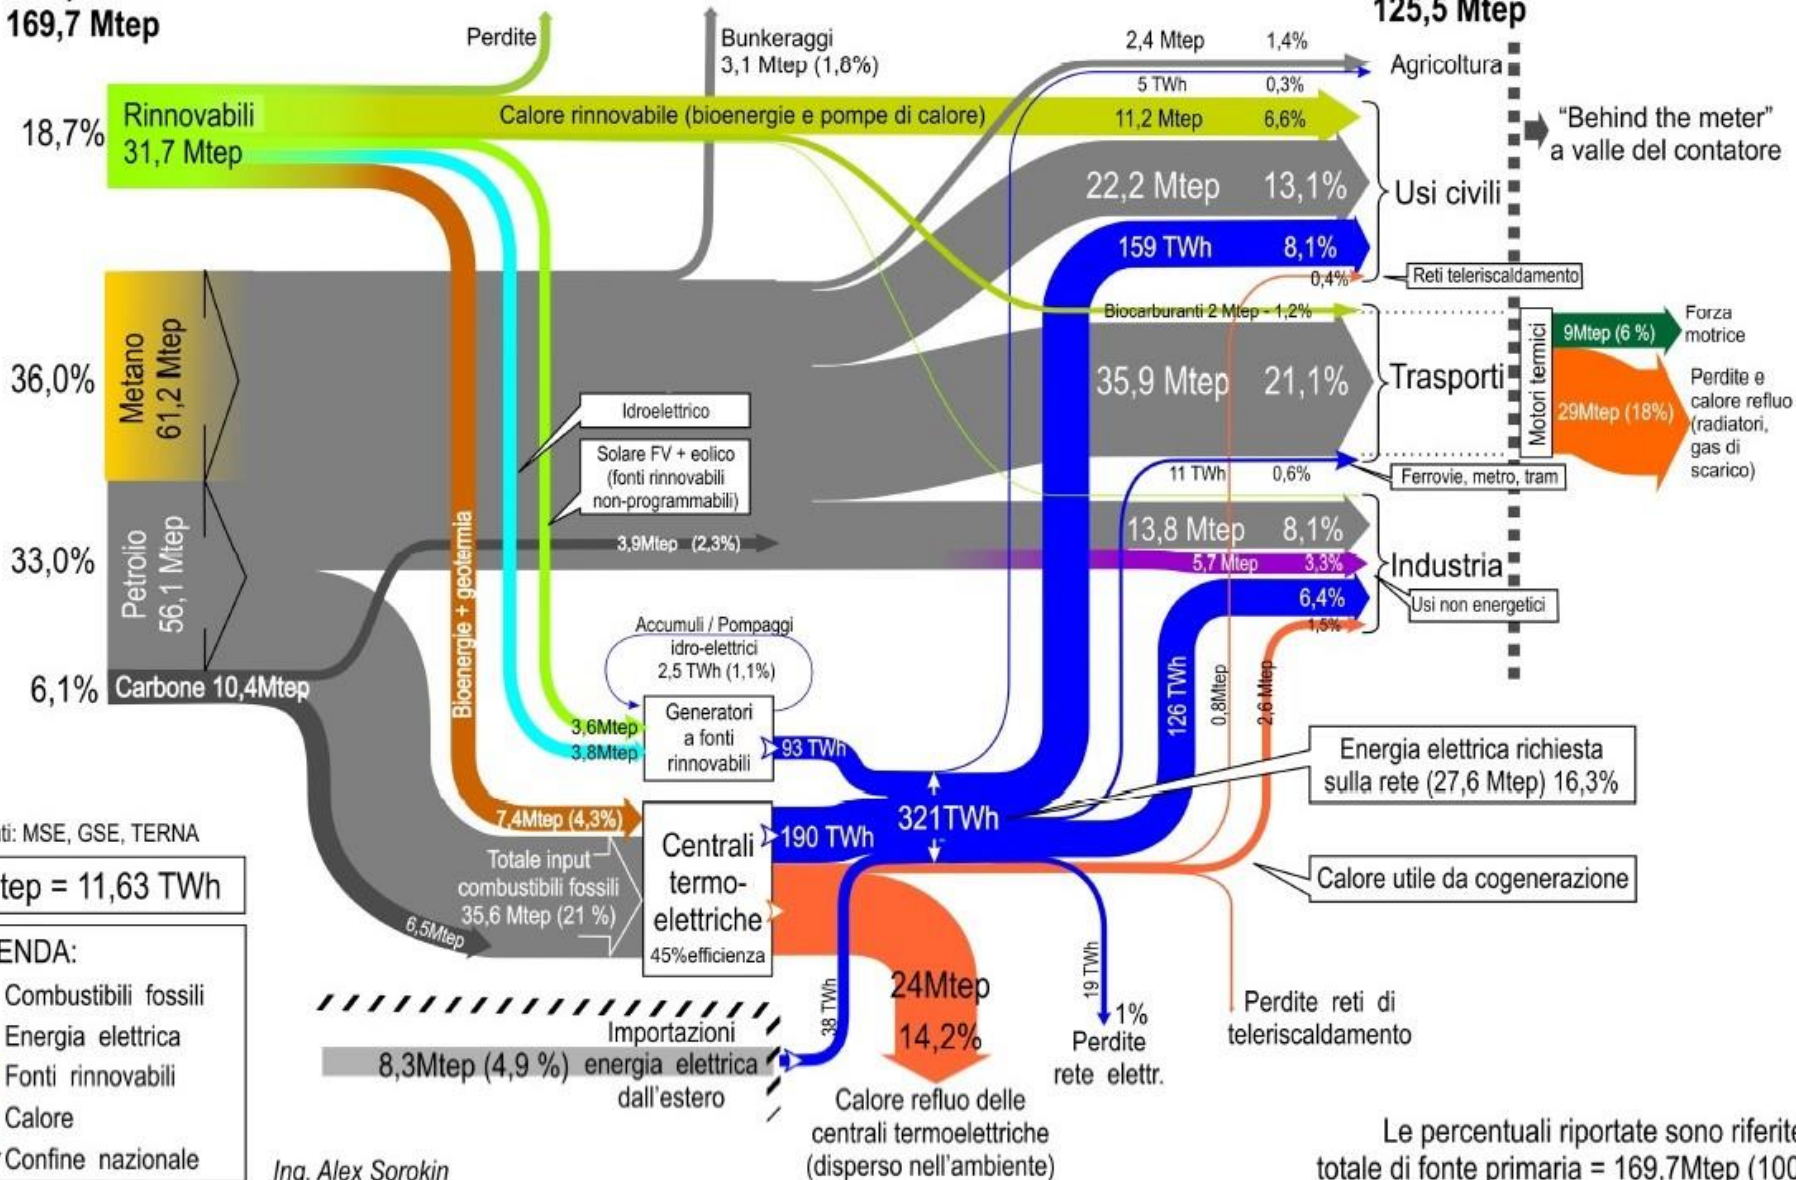 169,7 Mtep
125,5 Mtep
Perdite
Bunkeraggi
3,1 Mtep (1,8%)
2,4 Mtep 1,4%
Agricoltura
5 TWh 0,3%
18,7%
Rinnovabili
31,7 Mtep
Calore rinnovabile (bioenergie e pompe di calore)
11,2 Mtep 6,6%
"Behind the meter"
a valle del contatore
22,2 Mtep 13,1%
Usi civili
159 TWh 8,1%
0,4%
Reti teleriscaldamento
Biocarburanti 2 Mtep - 1,2%
36,0%
Metano
61,2 Mtep
35,9 Mtep 21,1%
Trasporti
Motori termici
9Mtep (6 %)
Forza
motrice
29Mtep (18%)
Perdite e
calore refluo
(radiatori,
gas di
scarico)
Idroelettrico
Solare FV + eolico
(fonti rinnovabili
non-programmabili)
11 TWh 0,6%
Ferrovie, metro, tram
33,0%
Petrolio
56,1 Mtep
Bioenergie + geotermia
3,9Mtep (2,3%)
13,8 Mtep 8,1%
5,7 Mtep 3,3%
Industria
6,4%
Usi non energetici
1,5%
6,1%
Carbone 10,4Mtep
Accumuli / Pompaggi
idro-elettrici
2,5 TWh (1,1%)
3,6Mtep
3,8Mtep
Generatori
a fonti
rinnovabili
93 TWh
126 TWh
0,8Mtep
2,6 Mtep
Energia elettrica richiesta
sulla rete (27,6 Mtep) 16,3%
7,4Mtep (4,3%)
Totale input
combustibili fossili
35,6 Mtep (21 %)
6,5Mtep
Centrali
termo-
elettriche
45%efficienza
190 TWh
321TWh
Calore utile da cogenerazione
ti: MSE, GSE, TERNA
tep = 11,63 TWh
ENDA:
Combustibili fossili
Energia elettrica
Fonti rinnovabili
Calore
Confine nazionale
Ing. Alex Sorokin
Importazioni
8,3Mtep (4,9 %) energia elettrica
dall'estero
38 TWh
24Mtep
14,2%
Calore refluo delle
centrali termoelettriche
(disperso nell'ambiente)
19 TWh
1%
Perdite
rete elettr.
Perdite reti di
teleriscaldamento
Le percentuali riportate sono riferite
totale di fonte primaria = 169,7Mtep (100